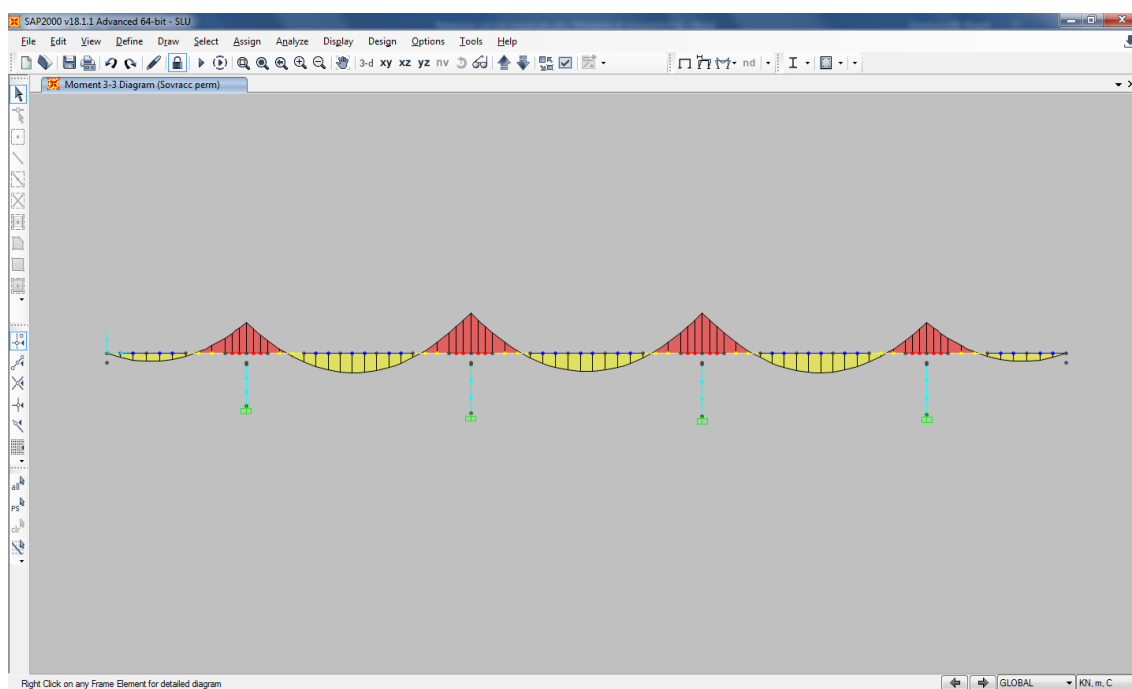 SAP2000 v18.1.1 Advanced 64-bit - SLU
File Edit View Define Draw Select Assign Analyze Display Design Options Tools Help
3-d xy xz yz nv nd
Moment 3-3 Diagram (Sovracc perm)
all
PS
clr
Right Click on any Frame Element for detailed diagram
GLOBAL
KN, m, C